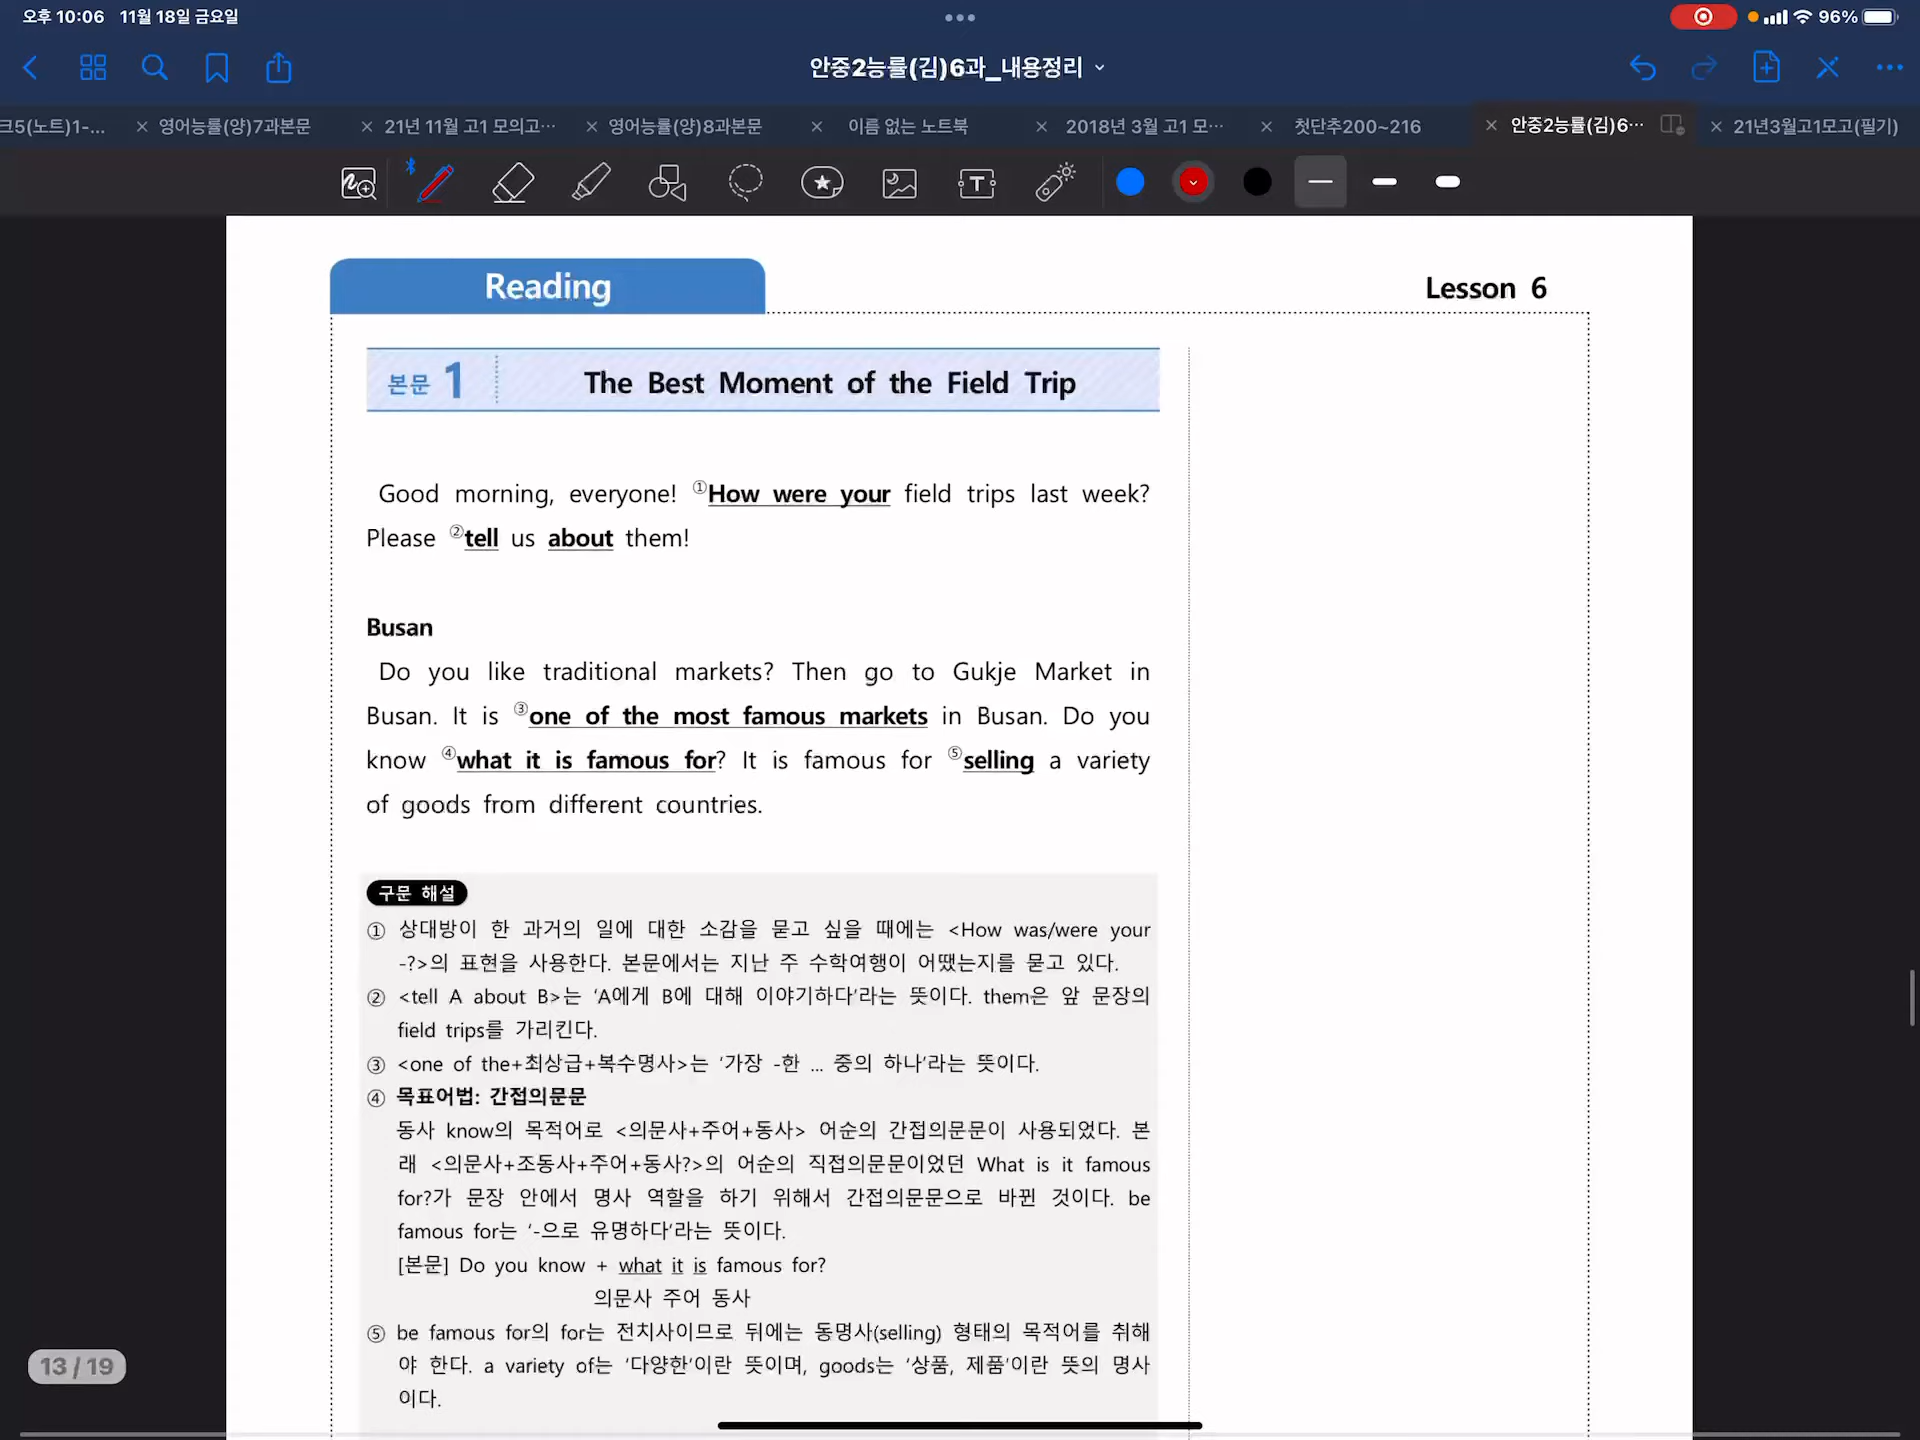 오후 10:06 11월 18일 금요일
96%
안중2능률(김)6과_내용정리
크5(노트)1-...
영어능률(양)7과본문
21년 11월 고1 모의고…
영어능률(양)8과본문
이름 없는 노트북
2018년 3월 고1 모…
첫단추200~216
안중2능률(김)6…
21년3월고1모고(필기)
Reading
Lesson 6
본문 1 The Best Moment of the Field Trip
Good morning, everyone! ①How were your field trips last week?
Please ②tell us about them!
Busan
Do you like traditional markets? Then go to Gukje Market in
Busan. It is ③one of the most famous markets in Busan. Do you
know ④what it is famous for? It is famous for ⑤selling a variety
of goods from different countries.
구문 해설
① 상대방이 한 과거의 일에 대한 소감을 묻고 싶을 때에는 <How was/were your
-?>의 표현을 사용한다. 본문에서는 지난 주 수학여행이 어땠는지를 묻고 있다.
② <tell A about B>는 ‘A에게 B에 대해 이야기하다’라는 뜻이다. them은 앞 문장의
field trips를 가리킨다.
③ <one of the+최상급+복수명사>는 ‘가장 -한 ... 중의 하나’라는 뜻이다.
④ 목표어법: 간접의문문
동사 know의 목적어로 <의문사+주어+동사> 어순의 간접의문문이 사용되었다. 본
래 <의문사+조동사+주어+동사?>의 어순의 직접의문문이었던 What is it famous
for?가 문장 안에서 명사 역할을 하기 위해서 간접의문문으로 바뀐 것이다. be
famous for는 ‘-으로 유명하다’라는 뜻이다.
[본문] Do you know + what it is famous for?
의문사 주어 동사
⑤ be famous for의 for는 전치사이므로 뒤에는 동명사(selling) 형태의 목적어를 취해
야 한다. a variety of는 ‘다양한’이란 뜻이며, goods는 ‘상품, 제품’이란 뜻의 명사
이다.
13 / 19